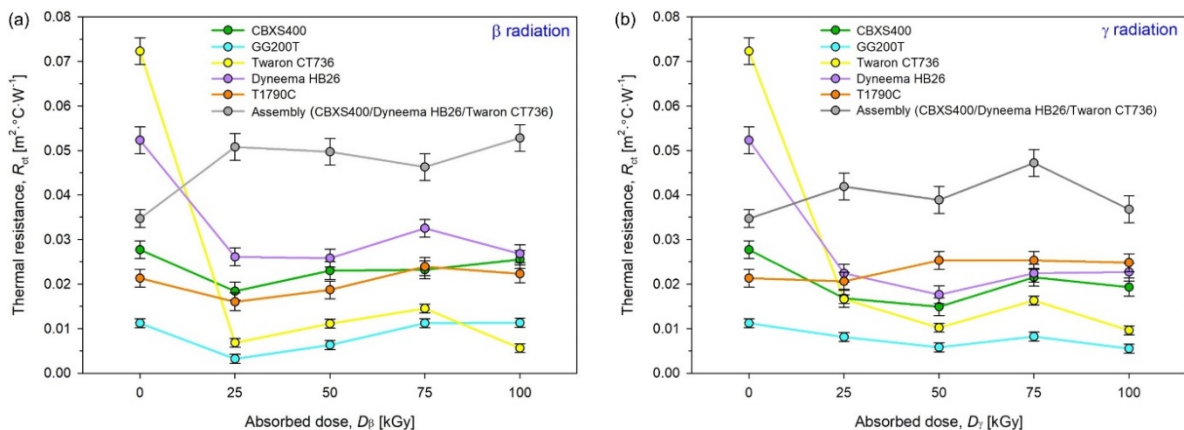 (a)
β radiation
CBXS400
GG200T
Twaron CT736
Dyneema HB26
T1790C
Assembly (CBXS400/Dyneema HB26/Twaron CT736)
Thermal resistance, Rct [m²·°C·W⁻¹]
0.08
0.07
0.06
0.05
0.04
0.03
0.02
0.01
0.00
0 25 50 75 100
Absorbed dose, Dβ [kGy]
(b)
γ radiation
CBXS400
GG200T
Twaron CT736
Dyneema HB26
T1790C
Assembly (CBXS400/Dyneema HB26/Twaron CT736)
Thermal resistance, Rct [m²·°C·W⁻¹]
0.08
0.07
0.06
0.05
0.04
0.03
0.02
0.01
0.00
0 25 50 75 100
Absorbed dose, Dγ [kGy]